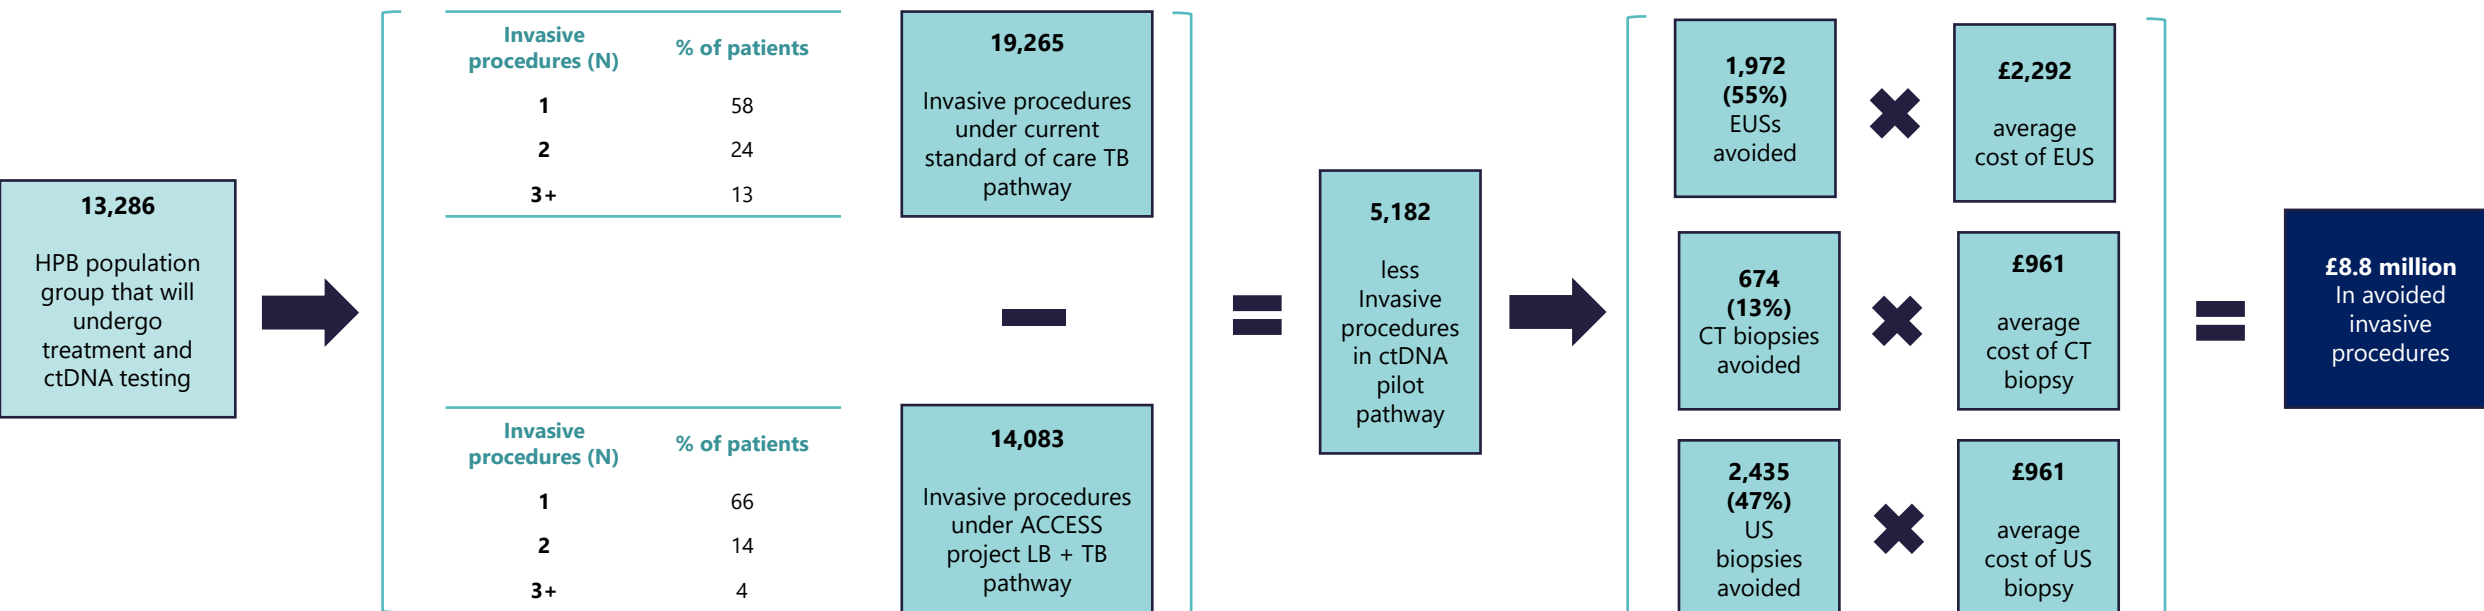 13,286
HPB population
group that will
undergo
treatment and
ctDNA testing
Invasive
procedures (N)
% of patients
1
58
2
24
3+
13
19,265
Invasive procedures
under current
standard of care TB
pathway
Invasive
procedures (N)
% of patients
1
66
2
14
3+
4
14,083
Invasive procedures
under ACCESS
project LB + TB
pathway
5,182
less
Invasive
procedures
in ctDNA
pilot
pathway
1,972
(55%)
EUSs
avoided
£2,292
average
cost of EUS
674
(13%)
CT biopsies
avoided
£961
average
cost of CT
biopsy
2,435
(47%)
US
biopsies
avoided
£961
average
cost of US
biopsy
£8.8 million
In avoided
invasive
procedures